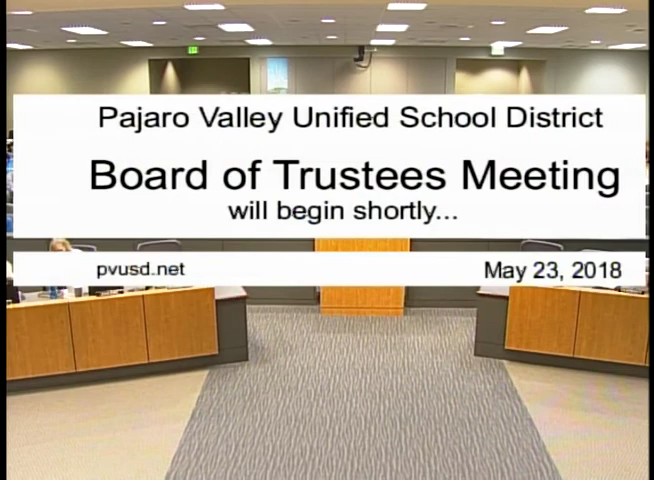 Pajaro Valley Unified School District
Board of Trustees Meeting
will begin shortly...
pvusd.net May 23, 2018